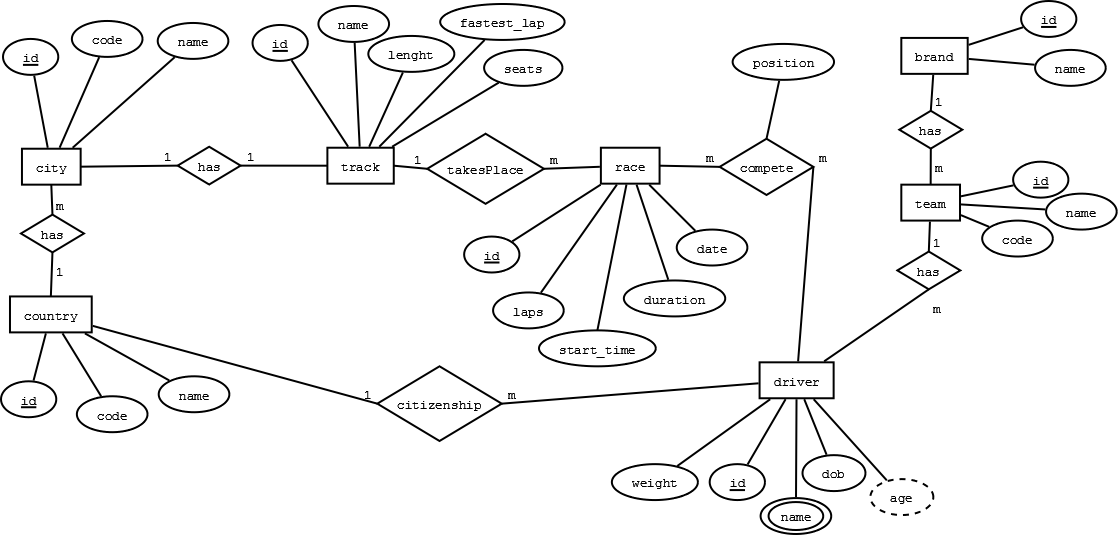 id
code
name
id
name
lenght
fastest_lap
seats
position
id
brand
name
1
has
m
city
1
has
1
track
1
takesPlace
m
race
m
compete
m
team
id
name
code
m
has
1
id
laps
start_time
duration
date
1
has
m
country
id
code
name
1
citizenship
m
driver
weight
id
name
dob
age